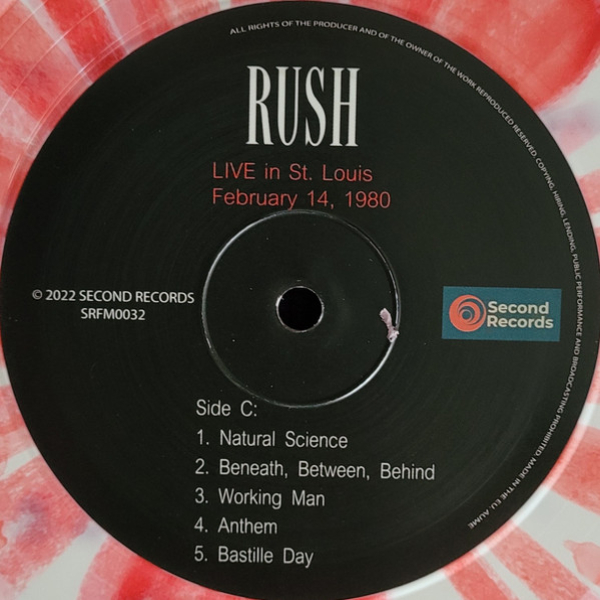 ALL RIGHTS OF THE PRODUCER AND OF THE OWNER OF THE WORK REPRODUCED RESERVED. COPYING, HIRING, LENDING, PUBLIC PERFORMANCE AND BROADCASTING PROHIBITED. MADE IN THE EU. AUME
RUSH
LIVE in St. Louis
February 14, 1980
© 2022 SECOND RECORDS
SRFM0032
Second
Records
Side C:
1. Natural Science
2. Beneath, Between, Behind
3. Working Man
4. Anthem
5. Bastille Day